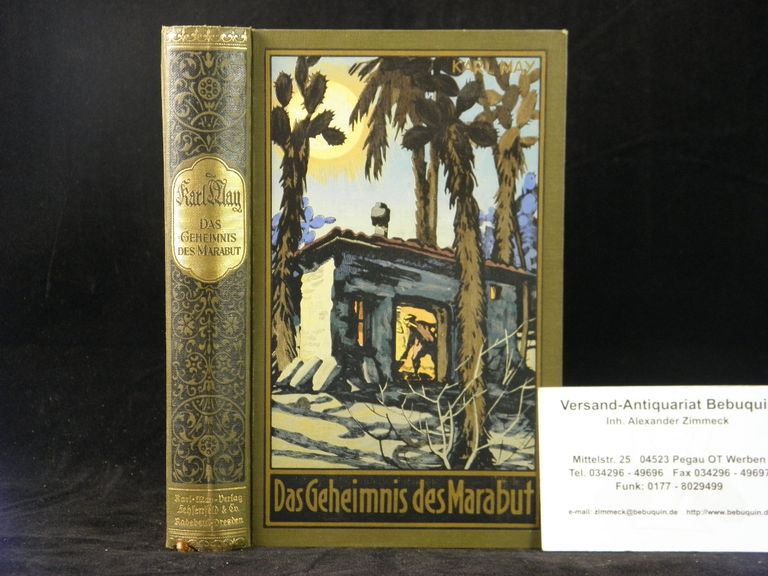 Karl May
DAS
GEHEIMNIS
DES MARABUT
Karl-May-Verlag
Fehsenfeld & Co.
Radebeul-Dresden
KARL MAY
Das Geheimnis des Marabut
Versand-Antiquariat Bebuquin
Inh. Alexander Zimmeck
Mittelstr. 25 04523 Pegau OT Werben
Tel. 034296 - 49696 Fax 034296 - 49697
Funk: 0177 - 8029499
e-mail: zimmeck@bebuquin.de http://www.bebuquin.d